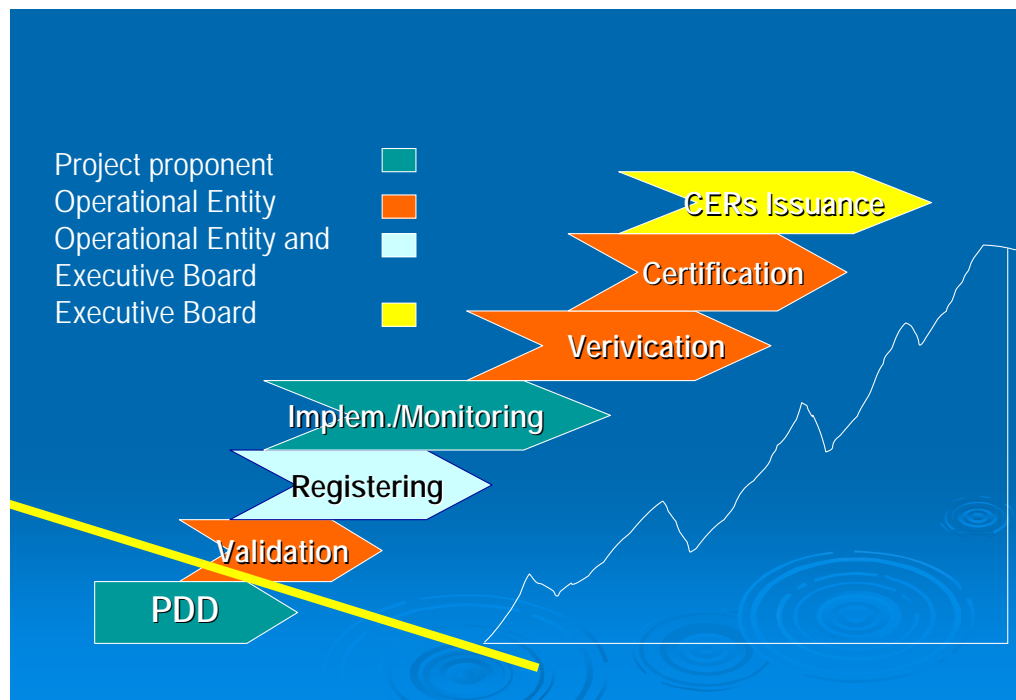 Project proponent
Operational Entity
Operational Entity and
Executive Board
Executive Board
CERs Issuance
Certification
Verivication
Implem./Monitoring
Registering
Validation
PDD